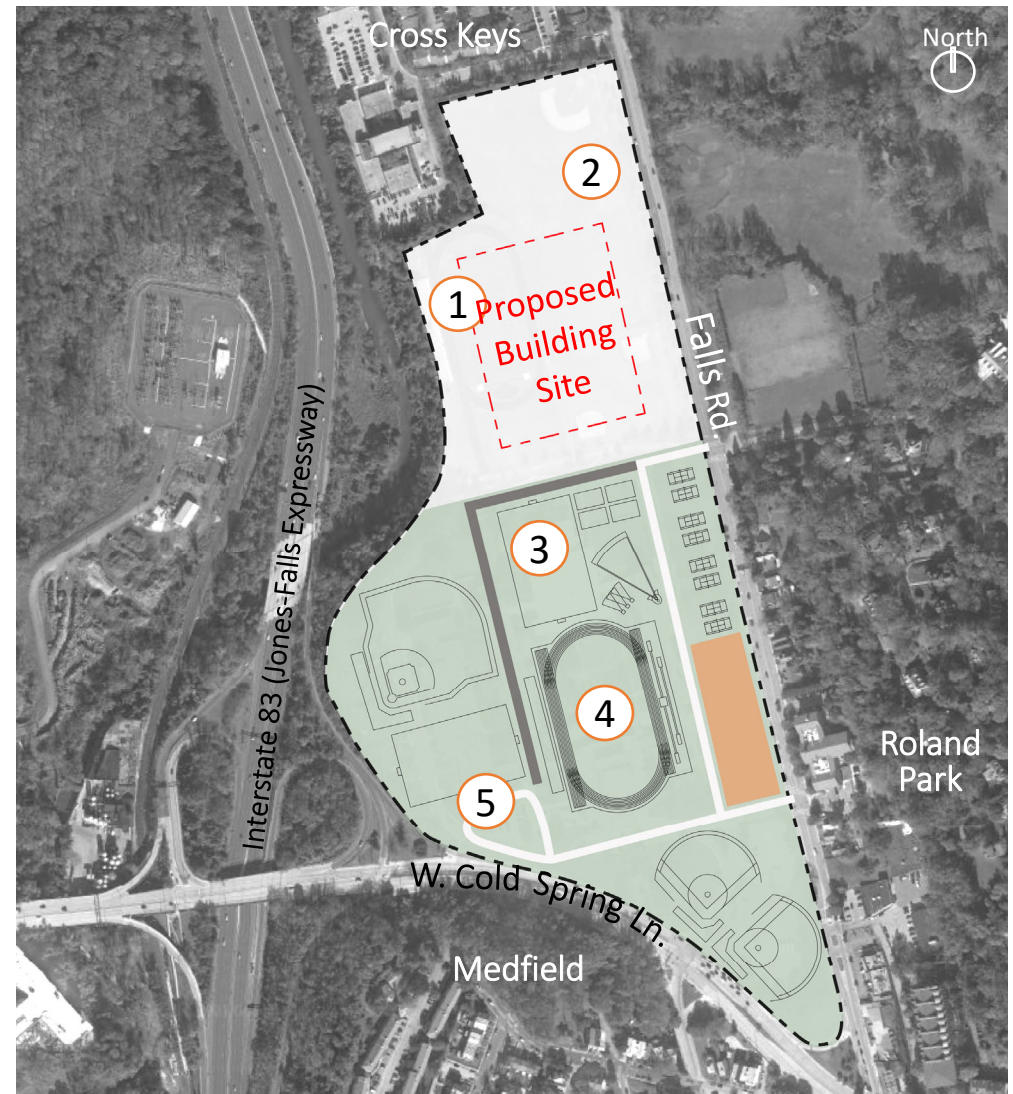 Cross Keys
North
2
1
Proposed
Building
Site
Falls Rd.
Interstate 83 (Jones-Falls Expressway)
3
4
Roland
Park
5
W. Cold Spring Ln.
Medfield